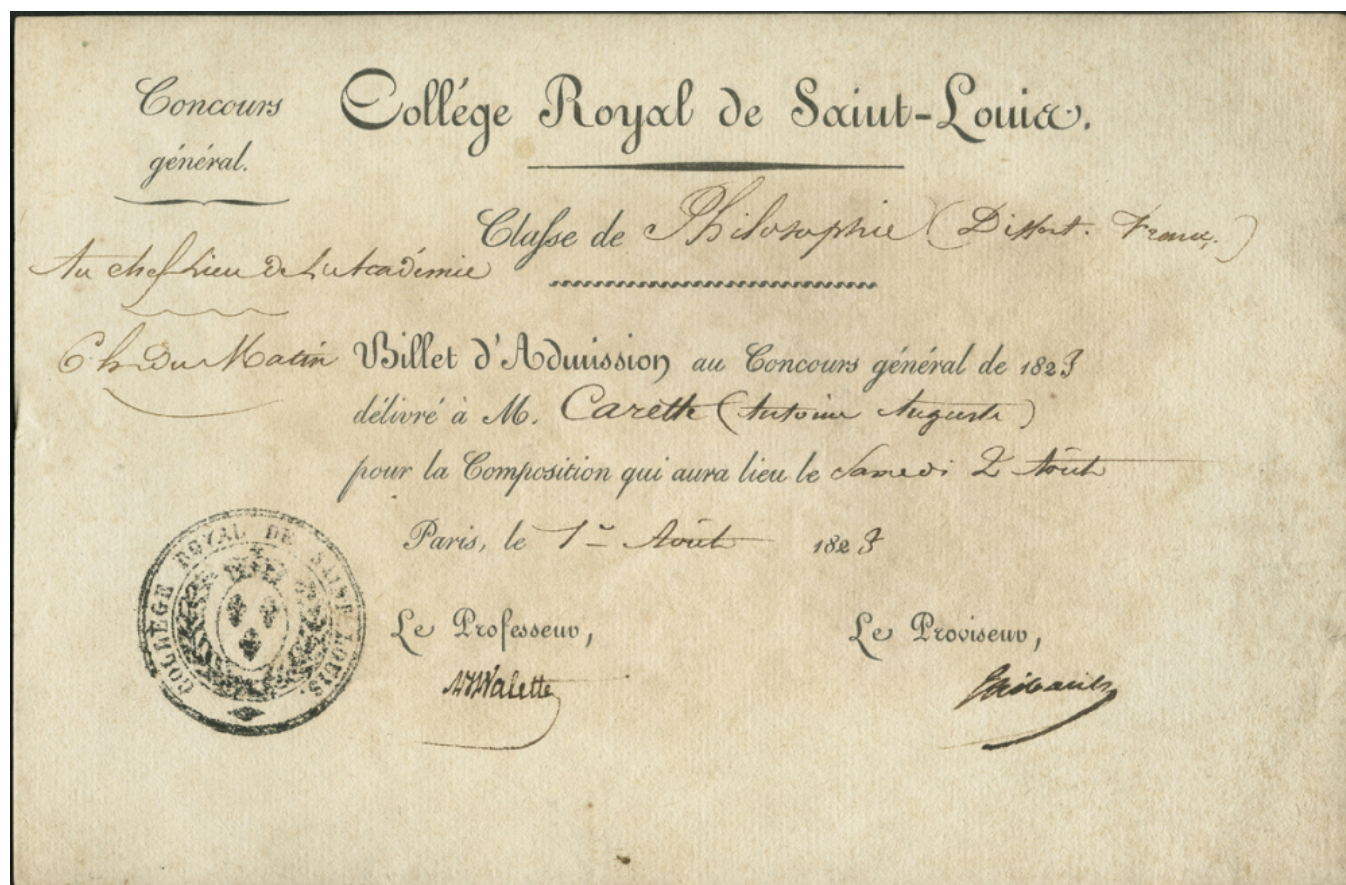 Concours
général.
Collége Royal de Saint-Louis.
Classe de Philosophie (Dissert. Franç.)
Au chef Lieu de L'Académie
6 h. Du Matin
Billet d'Admission au Concours général de 1823
délivré à M. Carette (Antoine Auguste)
pour la Composition qui aura lieu le Samedi 2 Août
Paris, le 1er Août 1823
COLLÈGE ROYAL DE SAINT LOUIS.
Le Professeur,
Valette
Le Proviseur,